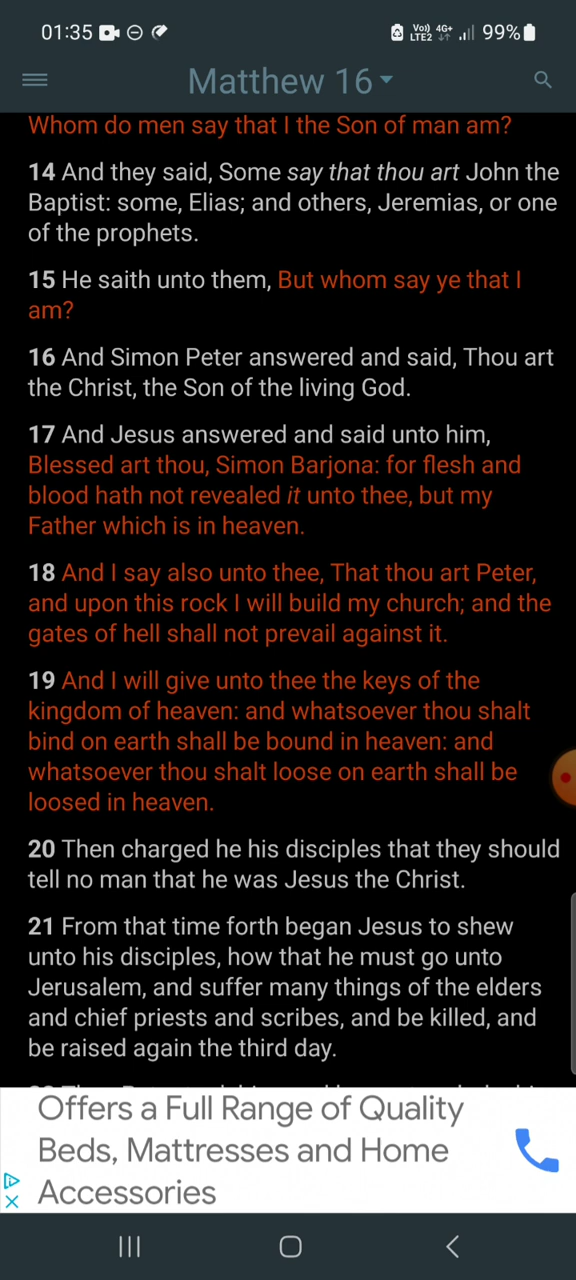 01:35
Vo))
LTE2
4G+
99%
Matthew 16
Whom do men say that I the Son of man am?
14 And they said, Some say that thou art John the
Baptist: some, Elias; and others, Jeremias, or one
of the prophets.
15 He saith unto them, But whom say ye that I
am?
16 And Simon Peter answered and said, Thou art
the Christ, the Son of the living God.
17 And Jesus answered and said unto him,
Blessed art thou, Simon Barjona: for flesh and
blood hath not revealed it unto thee, but my
Father which is in heaven.
18 And I say also unto thee, That thou art Peter,
and upon this rock I will build my church; and the
gates of hell shall not prevail against it.
19 And I will give unto thee the keys of the
kingdom of heaven: and whatsoever thou shalt
bind on earth shall be bound in heaven: and
whatsoever thou shalt loose on earth shall be
loosed in heaven.
20 Then charged he his disciples that they should
tell no man that he was Jesus the Christ.
21 From that time forth began Jesus to shew
unto his disciples, how that he must go unto
Jerusalem, and suffer many things of the elders
and chief priests and scribes, and be killed, and
be raised again the third day.
Offers a Full Range of Quality
Beds, Mattresses and Home
Accessories